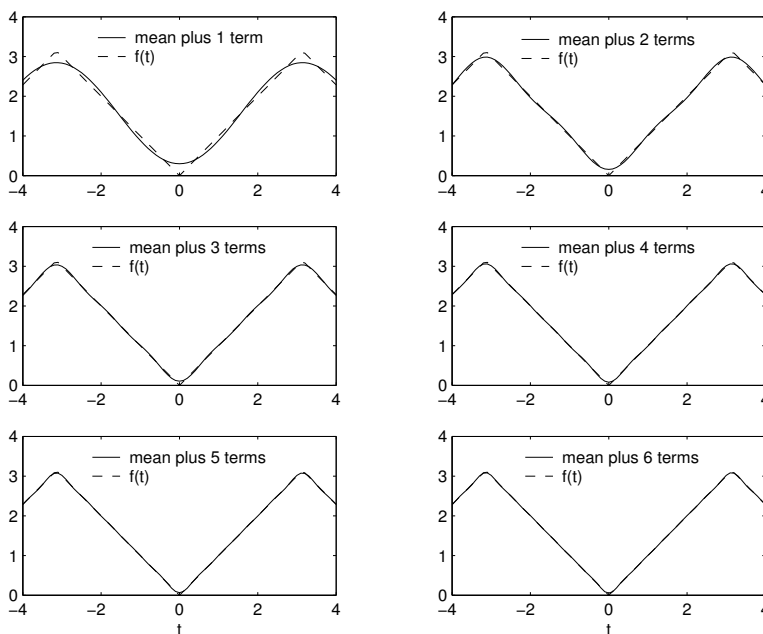 mean plus 1 term
f(t)
4
3
2
1
0
−4 −2 0 2 4
mean plus 2 terms
f(t)
4
3
2
1
0
−4 −2 0 2 4
mean plus 3 terms
f(t)
4
3
2
1
0
−4 −2 0 2 4
mean plus 4 terms
f(t)
4
3
2
1
0
−4 −2 0 2 4
mean plus 5 terms
f(t)
4
3
2
1
0
−4 −2 0 2 4
t
mean plus 6 terms
f(t)
4
3
2
1
0
−4 −2 0 2 4
t